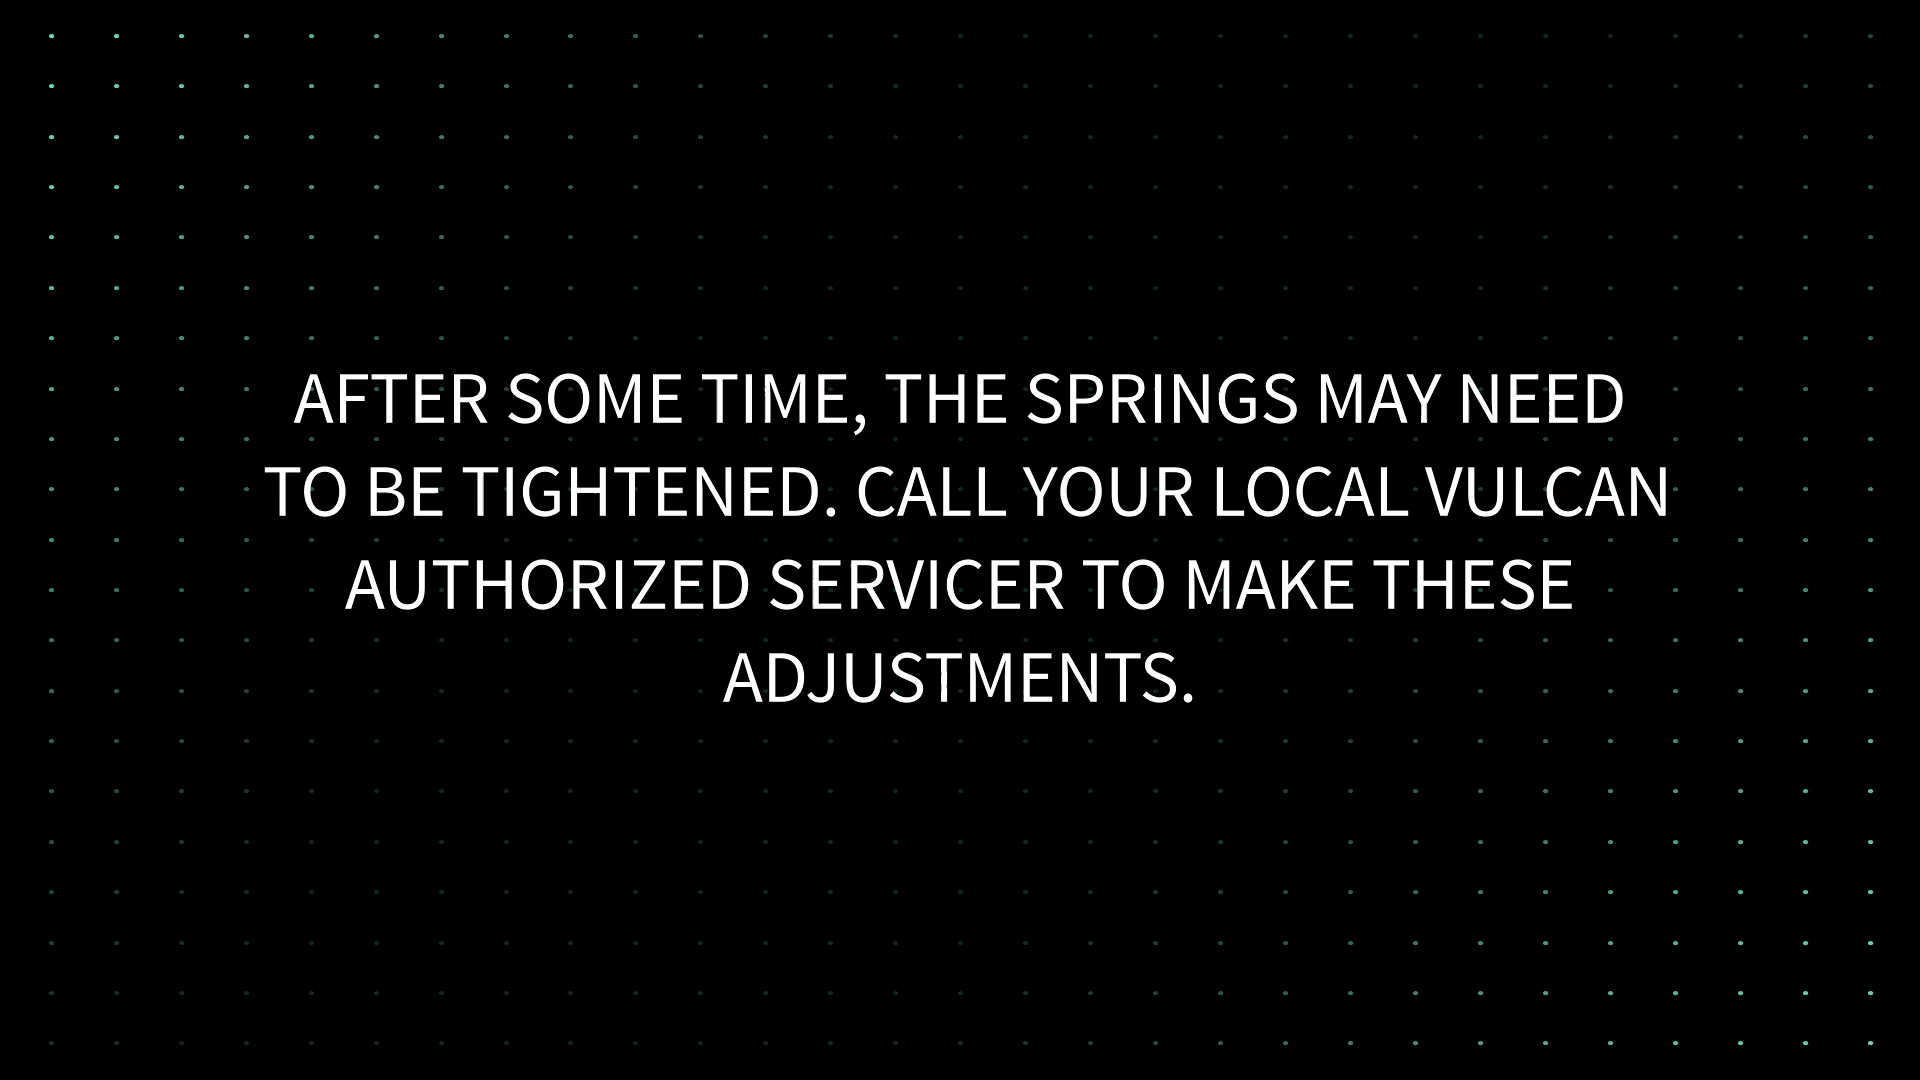 AFTER SOME TIME, THE SPRINGS MAY NEED
TO BE TIGHTENED. CALL YOUR LOCAL VULCAN
AUTHORIZED SERVICER TO MAKE THESE
ADJUSTMENTS.